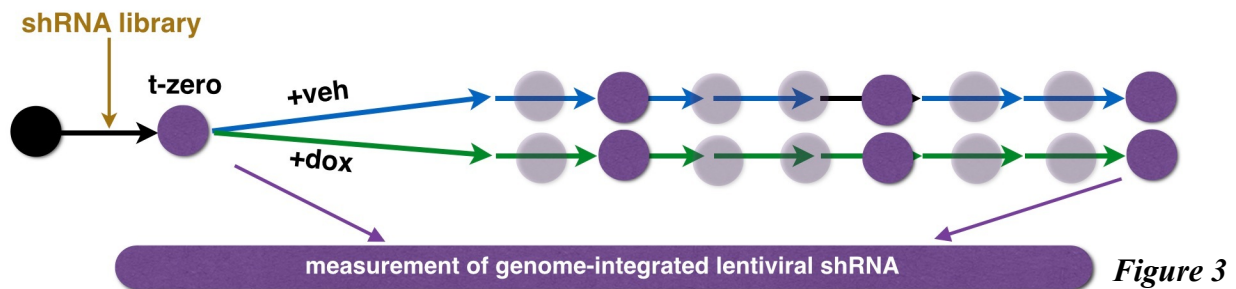 shRNA library
t-zero
+veh
+dox
measurement of genome-integrated lentiviral shRNA
Figure 3